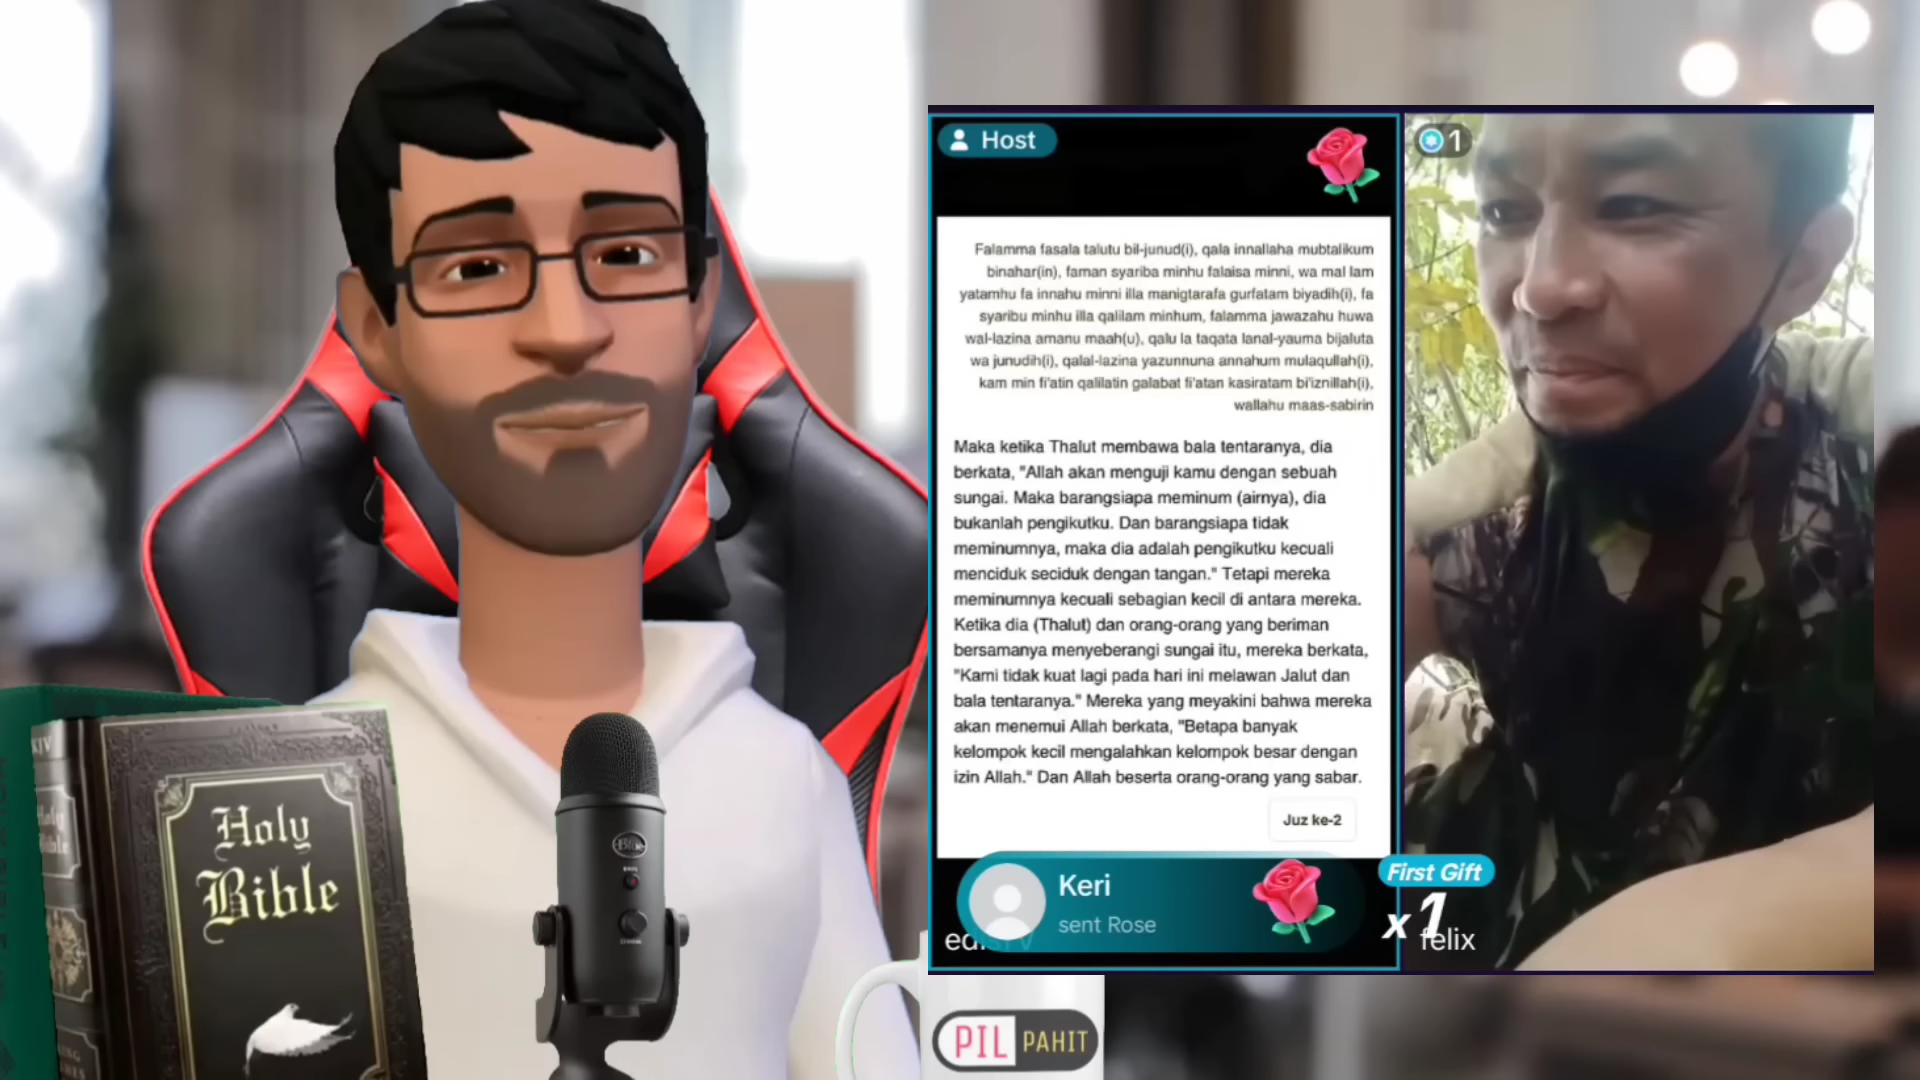 Host
1
Falamma fasala talutu bil-junud(i), qala innallaha mubtalikum
binahar(in), faman syariba minhu falaisa minni, wa mal lam
yatamhu fa innahu minni illa manigtarafa gurfatam biyadih(i), fa
syaribu minhu illa qalilam minhum, falamma jawazahu huwa
wal-lazina amanu maah(u), qalu la taqata lanal-yauma bijaluta
wa junudih(i), qalal-lazina yazunnuna annahum mulaqullah(i),
kam min fi'atin qalilatin galabat fi'atan kasiratam bi'iznillah(i),
wallahu maas-sabirin
Maka ketika Thalut membawa bala tentaranya, dia
berkata, "Allah akan menguji kamu dengan sebuah
sungai. Maka barangsiapa meminum (airnya), dia
bukanlah pengikutku. Dan barangsiapa tidak
meminumnya, maka dia adalah pengikutku kecuali
menciduk seciduk dengan tangan." Tetapi mereka
meminumnya kecuali sebagian kecil di antara mereka.
Ketika dia (Thalut) dan orang-orang yang beriman
bersamanya menyeberangi sungai itu, mereka berkata,
"Kami tidak kuat lagi pada hari ini melawan Jalut dan
bala tentaranya." Mereka yang meyakini bahwa mereka
akan menemui Allah berkata, "Betapa banyak
kelompok kecil mengalahkan kelompok besar dengan
izin Allah." Dan Allah beserta orang-orang yang sabar.
Juz ke-2
Keri
sent Rose
First Gift
x 1
felix
KJV
Holy
Bible
Holy
Bible
Blue
PIL PAHIT